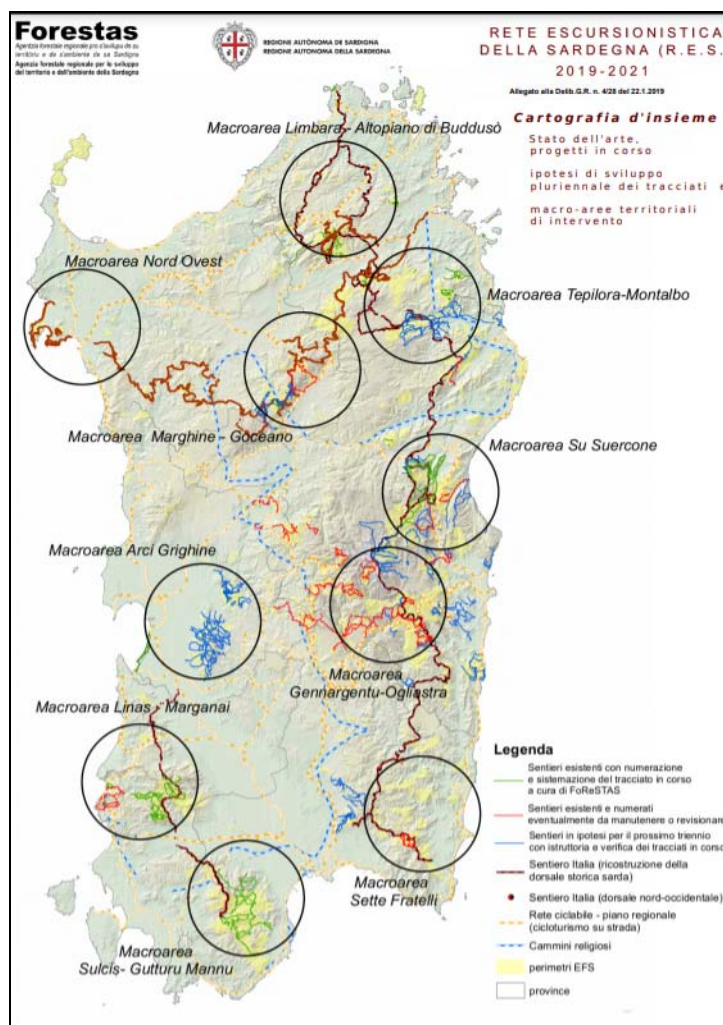 Forestas
Agentzia forestale regionale pro s'isvilupu de su
territòriu e de s'ambiente de sa Sardigna
Agenzia forestale regionale per lo sviluppo
del territorio e dell'ambiente della Sardegna
REGIONE AUTÒNOMA DE SARDIGNA
REGIONE AUTONOMA DELLA SARDEGNA
RETE ESCURSIONISTICA
DELLA SARDEGNA (R.E.S.
2019-2021
Allegato alla Delib.G.R. n. 4/28 del 22.1.2019
Cartografia d'insieme
Stato dell'arte,
progetti in corso
ipotesi di sviluppo
pluriennale dei tracciati e
macro-aree territoriali
di intervento
Macroarea Limbara - Altopiano di Buddusò
Macroarea Nord Ovest
Macroarea Tepilora-Montalbo
Macroarea Marghine - Goceano
Macroarea Su Suercone
Macroarea Arci Grighine
Macroarea
Gennargentu-Ogliastra
Macroarea Linas - Marganai
Macroarea
Sette Fratelli
Macroarea
Sulcis- Gutturu Mannu
Legenda
Sentieri esistenti con numerazione
e sistemazione del tracciato in corso
a cura di FoReSTAS
Sentieri esistenti e numerati
eventualmente da manutenere o revisionare
Sentieri in ipotesi per il prossimo triennio
con istruttoria e verifica dei tracciati in corso
Sentiero Italia (ricostruzione della
dorsale storica sarda)
Sentiero Italia (dorsale nord-occidentale)
Rete ciclabile - piano regionale
(cicloturismo su strada)
Cammini religiosi
perimetri EFS
province